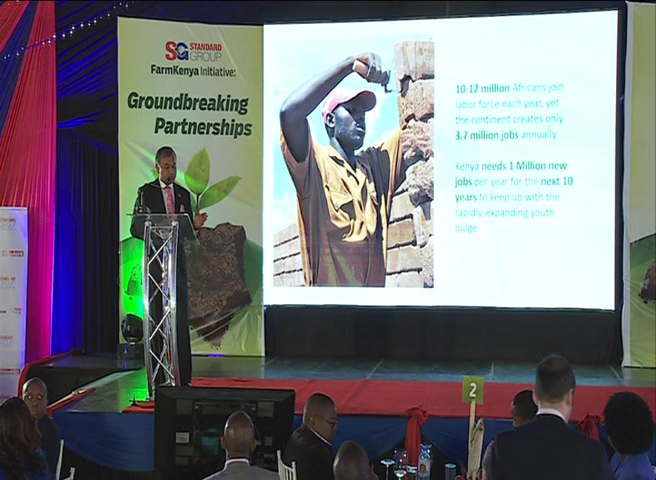 SG STANDARD
GROUP
FarmKenya Initiative:
Groundbreaking
Partnerships
10-12 million Africans join
labor force each year, yet
the continent creates only
3.7 million jobs annually.
Kenya needs 1 Million new
jobs per year for the next 10
years to keep up with the
rapidly-expanding youth
bulge
2